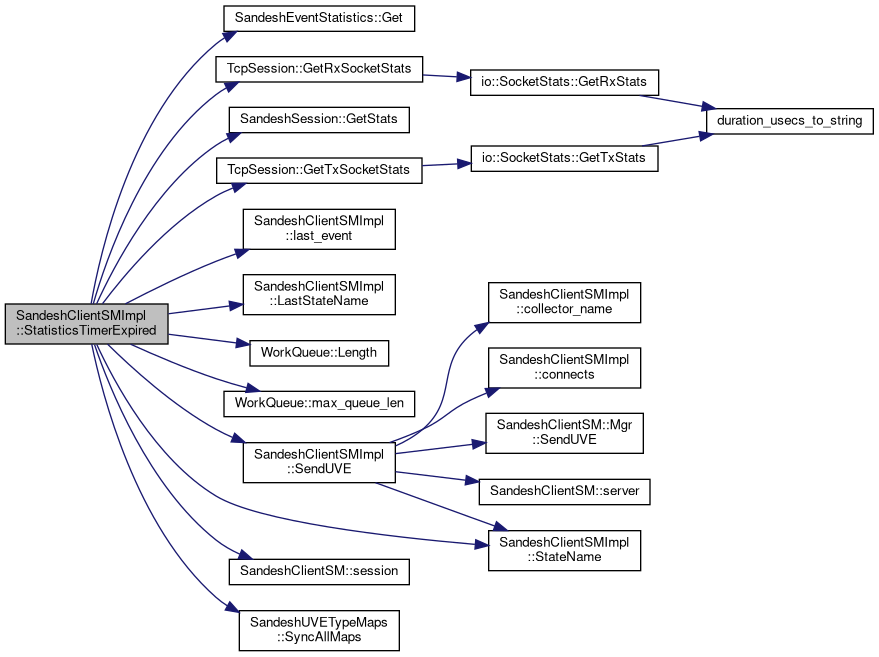 SandeshEventStatistics::Get
TcpSession::GetRxSocketStats
io::SocketStats::GetRxStats
duration_usecs_to_string
SandeshSession::GetStats
TcpSession::GetTxSocketStats
io::SocketStats::GetTxStats
SandeshClientSMImpl
::last_event
SandeshClientSMImpl
::LastStateName
SandeshClientSMImpl
::StatisticsTimerExpired
WorkQueue::Length
WorkQueue::max_queue_len
SandeshClientSMImpl
::SendUVE
SandeshClientSMImpl
::collector_name
SandeshClientSMImpl
::connects
SandeshClientSM::Mgr
::SendUVE
SandeshClientSM::server
SandeshClientSMImpl
::StateName
SandeshClientSM::session
SandeshUVETypeMaps
::SyncAllMaps